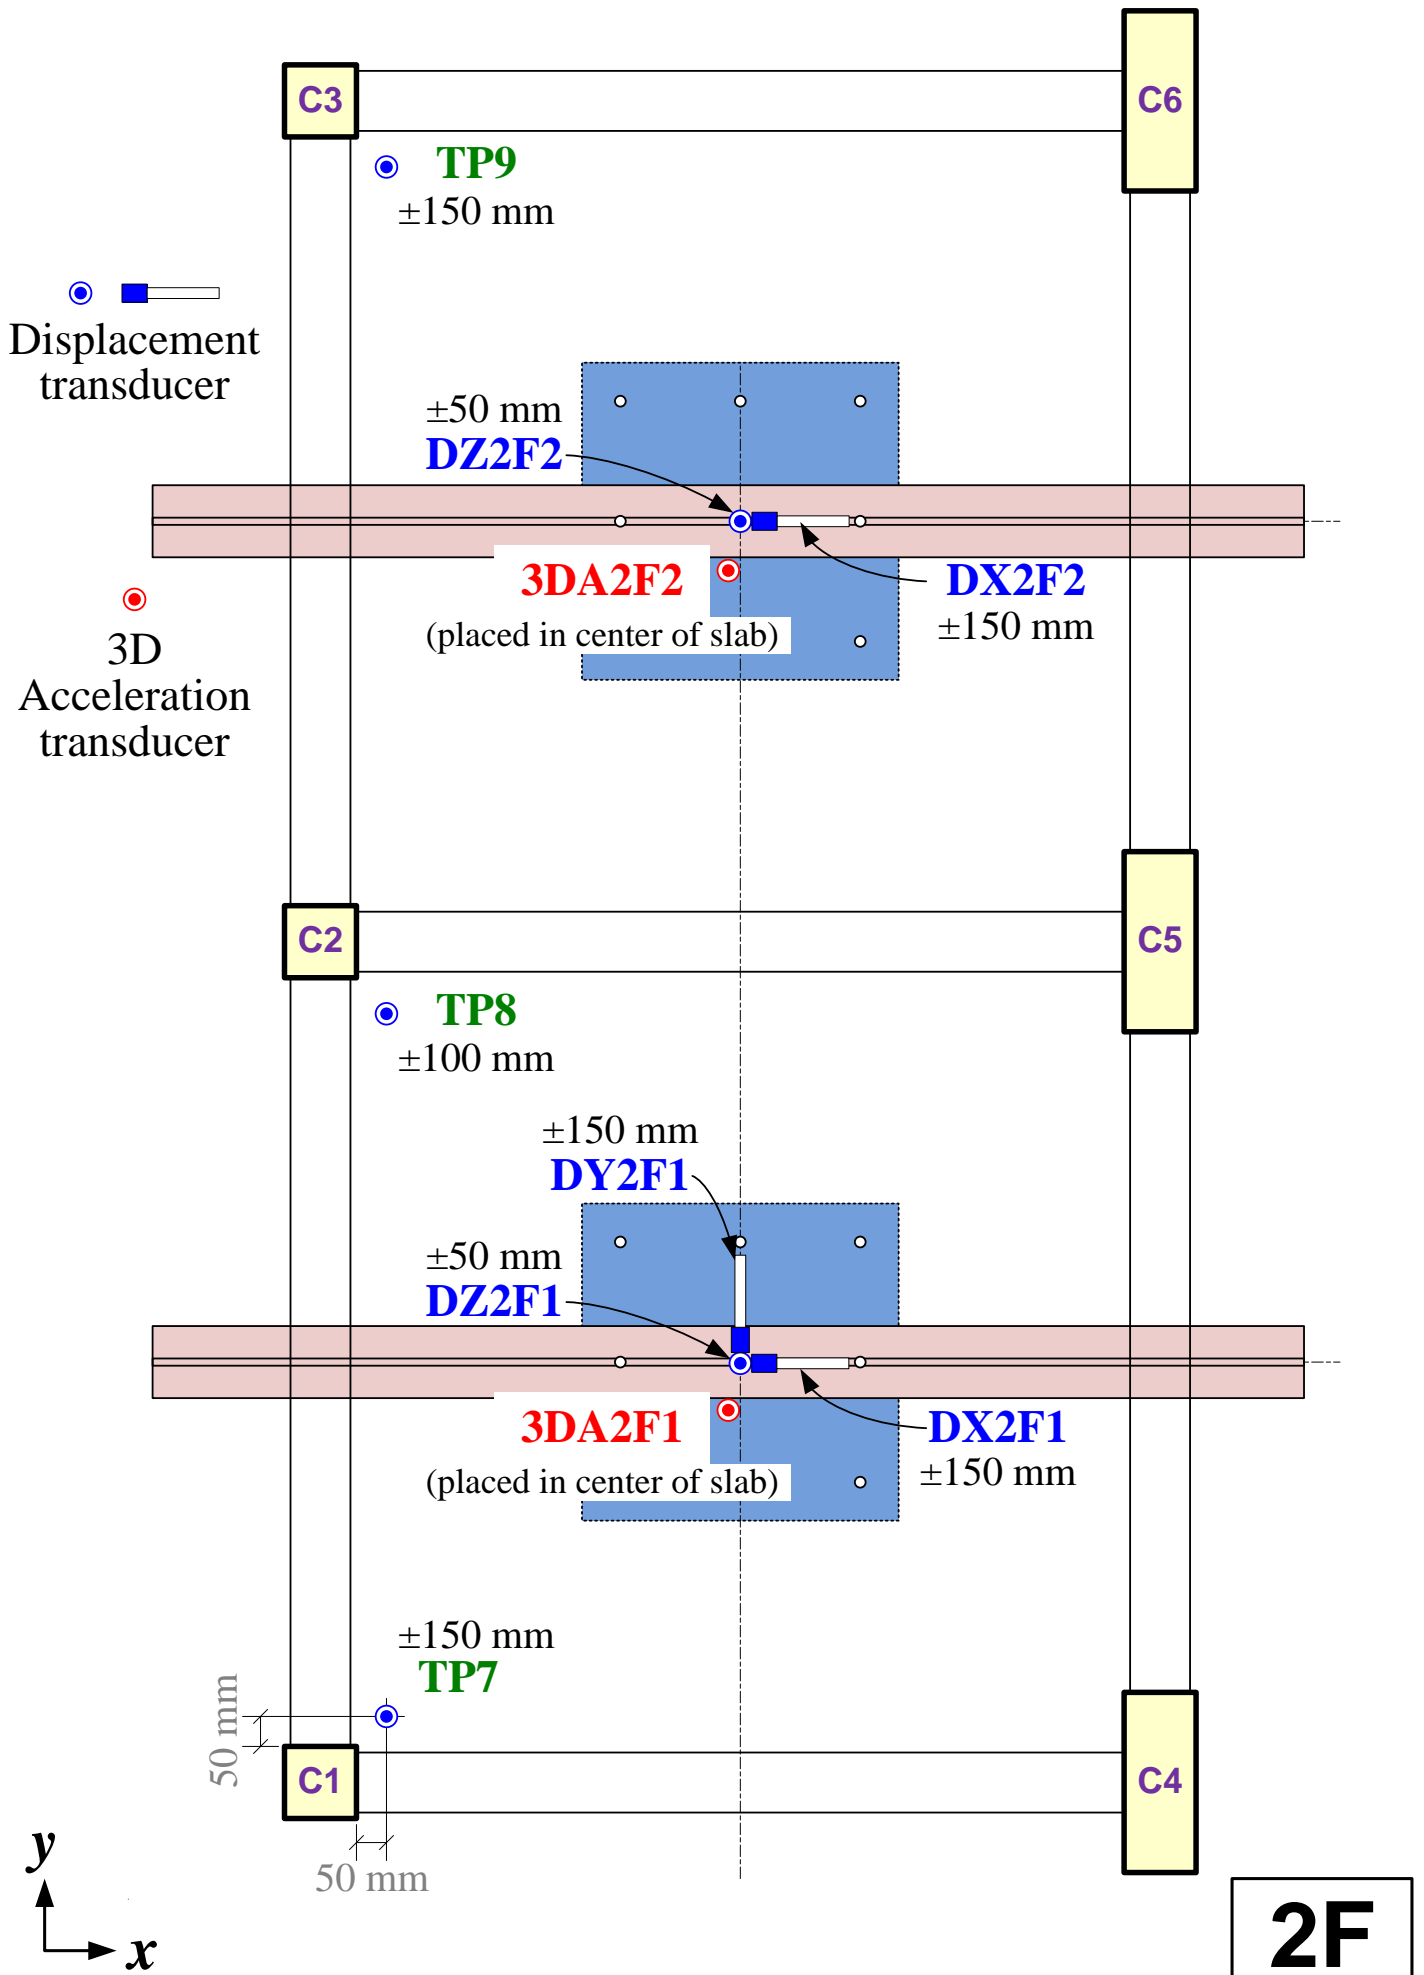 C3
C6
TP9
±150 mm
Displacement
transducer
±50 mm
DZ2F2
3DA2F2
(placed in center of slab)
DX2F2
±150 mm
3D
Acceleration
transducer
C2
C5
TP8
±100 mm
±150 mm
DY2F1
±50 mm
DZ2F1
3DA2F1
(placed in center of slab)
DX2F1
±150 mm
±150 mm
TP7
50 mm
C1
C4
50 mm
y
x
2F